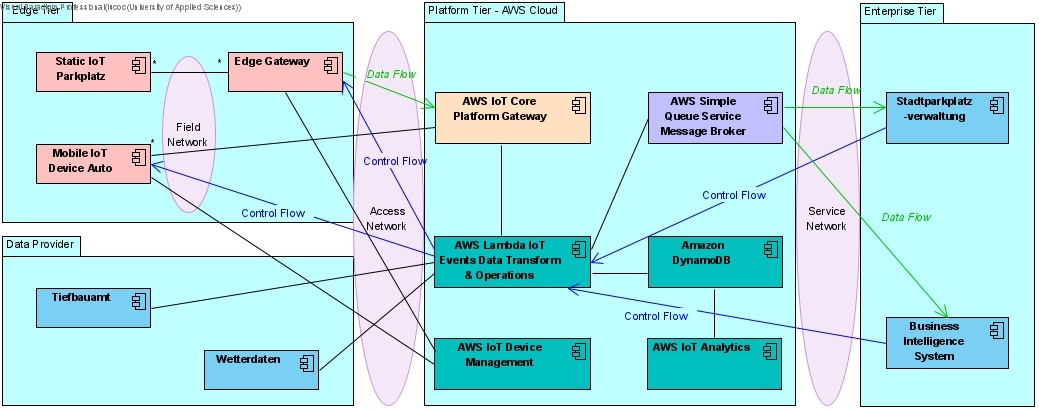 Visual Paradigm Professional(lncoc(University of Applied Sciences))
Edge Tier
Platform Tier - AWS Cloud
Enterprise Tier
Static IoT
Parkplatz
*
*
Edge Gateway
Data Flow
AWS IoT Core
Platform Gateway
AWS Simple
Queue Service
Message Broker
Data Flow
Stadtparkplatz
-verwaltung
Field
Network
*
Mobile IoT
Device Auto
Control Flow
Control Flow
Control Flow
Access
Network
Service
Network
Data Flow
Data Provider
AWS Lambda IoT
Events Data Transform
& Operations
Amazon
DynamoDB
Tiefbauamt
Control Flow
Wetterdaten
AWS IoT Device
Management
AWS IoT Analytics
Business
Intelligence
System